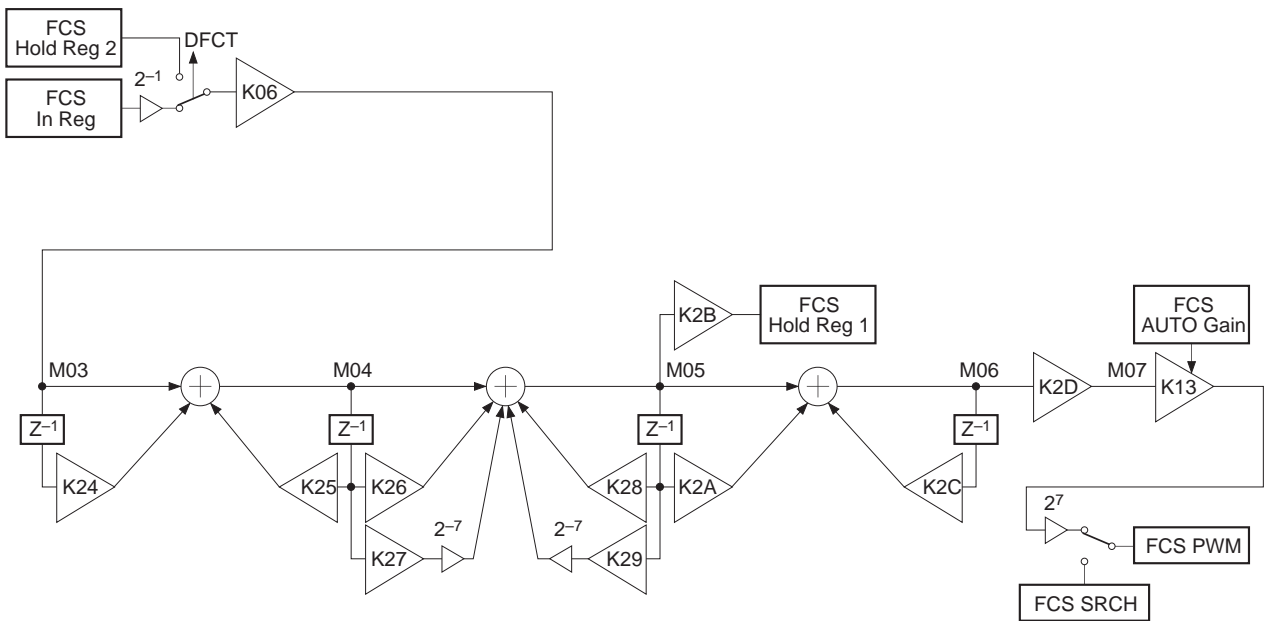 FCS
Hold Reg 2
DFCT
2–1
FCS
In Reg
K06
K2B
FCS
Hold Reg 1
FCS
AUTO Gain
M03
M04
M05
M06
M07
K2D
K13
Z–1
Z–1
Z–1
Z–1
K24
K25
K26
K28
K2A
K2C
K27
2–7
2–7
K29
27
FCS PWM
FCS SRCH